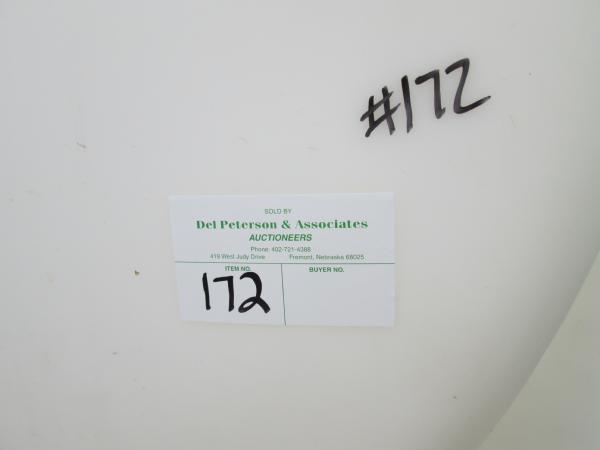 #172
SOLD BY
Del Peterson & Associates
AUCTIONEERS
Phone: 402-721-4388
419 West Judy Drive Fremont, Nebraska 68025
ITEM NO. BUYER NO.
172